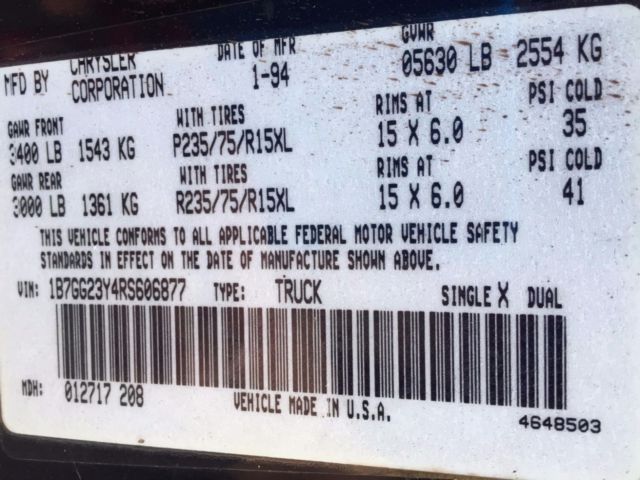 MFD BY CHRYSLER CORPORATION DATE OF MFR 1-94 GVWR 05630 LB 2554 KG
GAWR FRONT WITH TIRES RIMS AT PSI COLD
3400 LB 1543 KG P235/75/R15XL 15 X 6.0 35
GAWR REAR WITH TIRES RIMS AT PSI COLD
3000 LB 1361 KG R235/75/R15XL 15 X 6.0 41
THIS VEHICLE CONFORMS TO ALL APPLICABLE FEDERAL MOTOR VEHICLE SAFETY
STANDARDS IN EFFECT ON THE DATE OF MANUFACTURE SHOWN ABOVE.
VIN: 1B7GG23Y4RS606877 TYPE: TRUCK SINGLE X DUAL
MDH: 012717 208 VEHICLE MADE IN U.S.A. 4648503